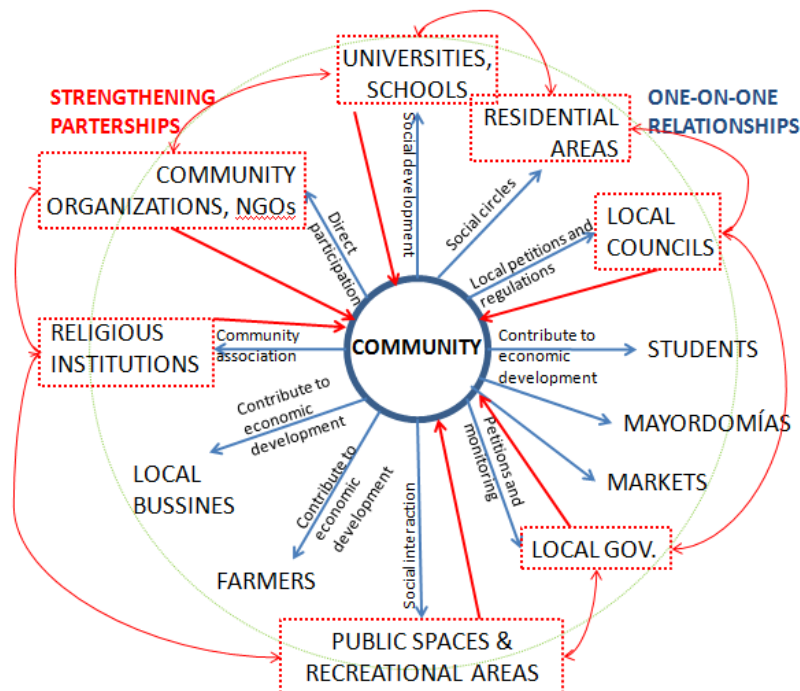 UNIVERSITIES,
SCHOOLS
STRENGTHENING
PARTERSHIPS
ONE-ON-ONE
RELATIONSHIPS
RESIDENTIAL
AREAS
COMMUNITY
ORGANIZATIONS, NGOs
LOCAL
COUNCILS
Social development
Social circles
Direct
participation
Local petitions and
regulations
RELIGIOUS
INSTITUTIONS
Community
association
COMMUNITY
Contribute to
economic
development
STUDENTS
Contribute to
economic
development
MAYORDOMÍAS
LOCAL
BUSSINES
Contribute to
economic
development
Petitions and
monitoring
MARKETS
Social interaction
LOCAL GOV.
FARMERS
PUBLIC SPACES &
RECREATIONAL AREAS